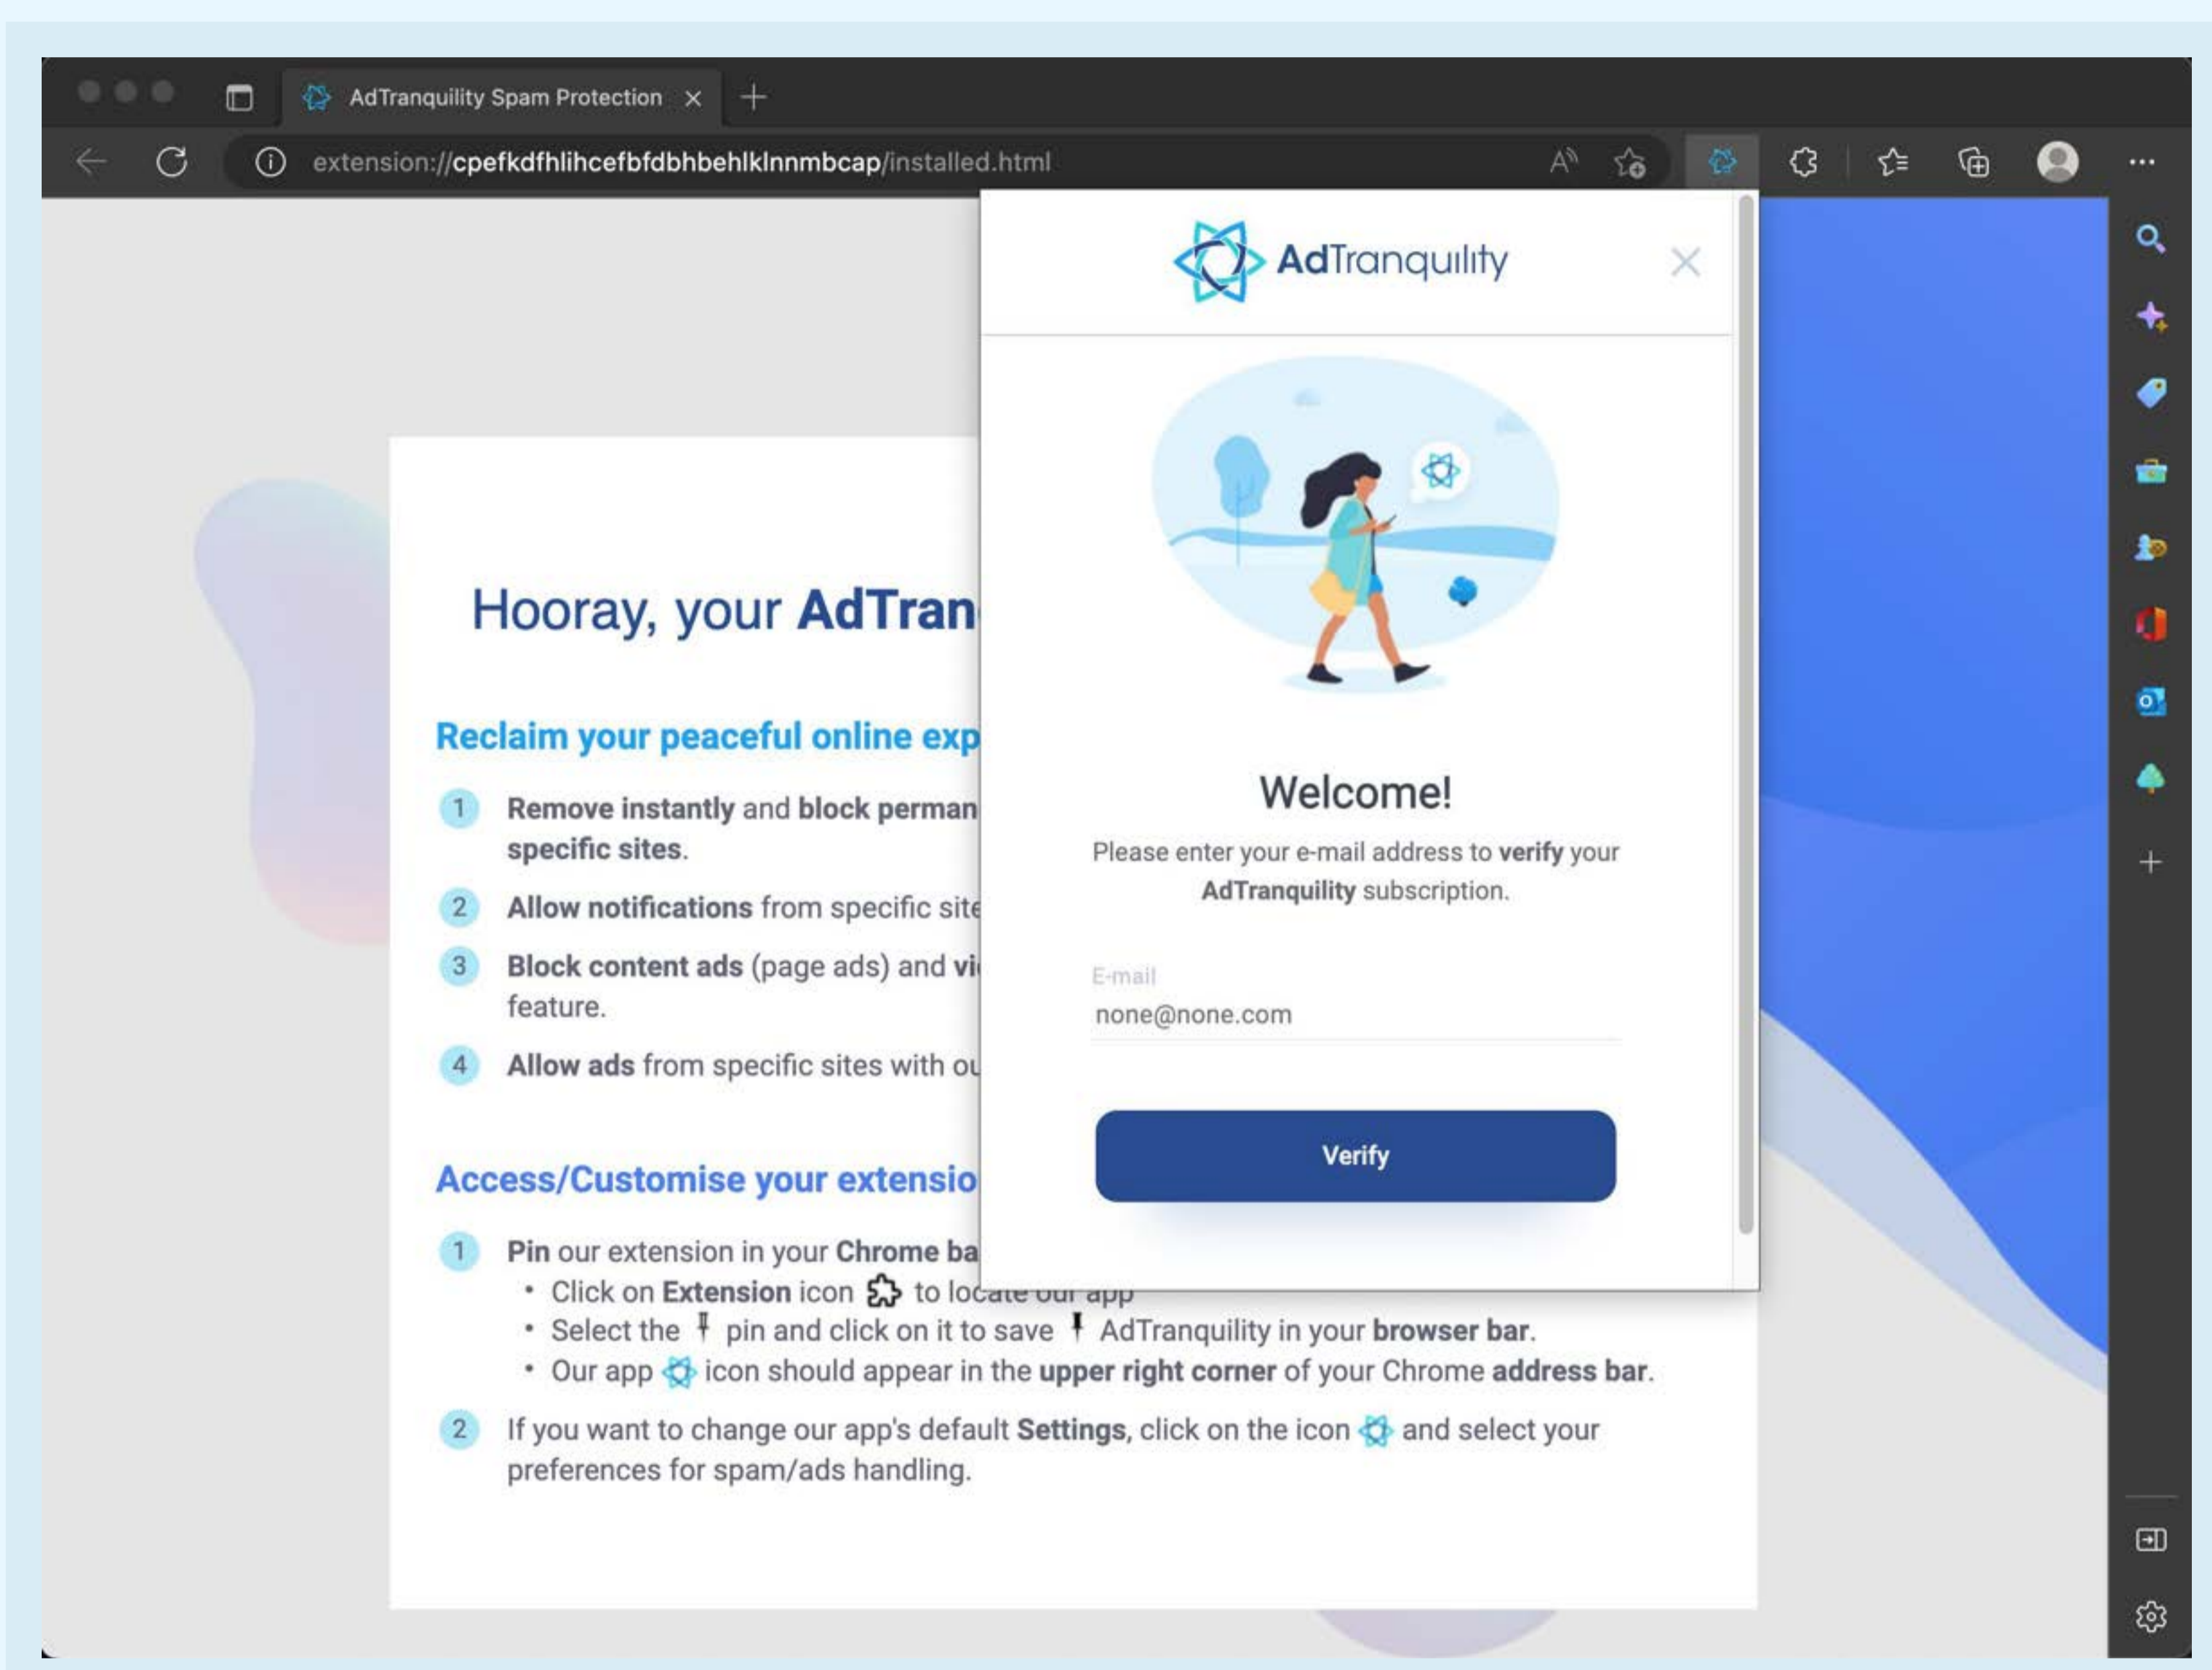 AdTranquility Spam Protection
extension://cpefkdfhlihcefbfdbhbehlklnnmbcap/installed.html
AdTranquility
Welcome!
Please enter your e-mail address to verify your
AdTranquility subscription.
E-mail
none@none.com
Verify
Hooray, your AdTran
Reclaim your peaceful online exp
1 Remove instantly and block perman
specific sites.
2 Allow notifications from specific site
3 Block content ads (page ads) and vi
feature.
4 Allow ads from specific sites with ou
Access/Customise your extensio
1 Pin our extension in your Chrome ba
• Click on Extension icon to locate our app
• Select the pin and click on it to save AdTranquility in your browser bar.
• Our app icon should appear in the upper right corner of your Chrome address bar.
2 If you want to change our app's default Settings, click on the icon and select your
preferences for spam/ads handling.